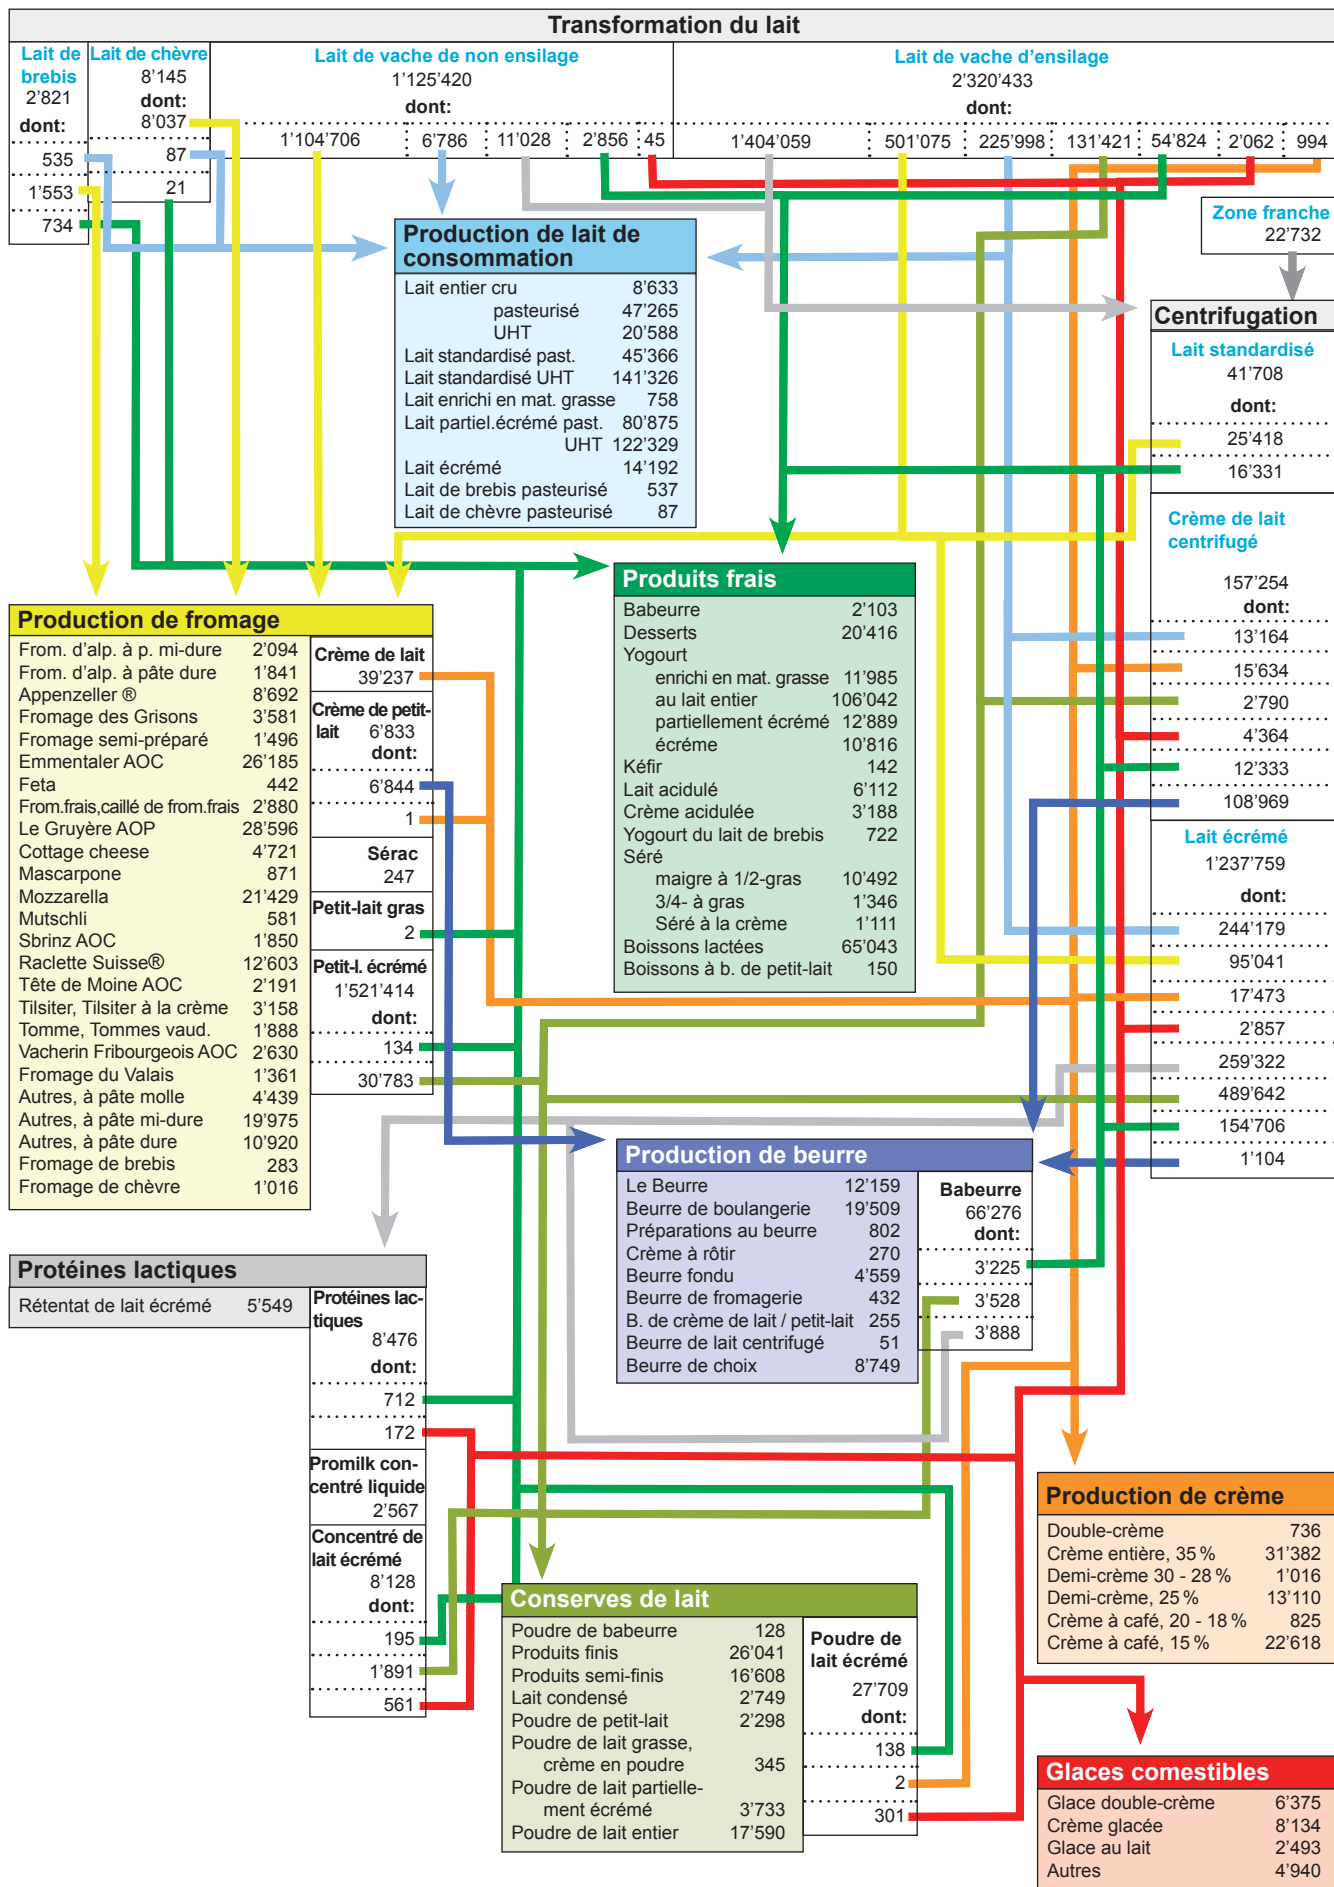 Transformation du lait
Lait de brebis
2’821
dont:
535
1’553
734
Lait de chèvre
8’145
dont:
8’037
87
21
Lait de vache de non ensilage
1’125’420
dont:
1’104’706 6’786 11’028 2’856 45
Lait de vache d’ensilage
2’320’433
dont:
1’404’059 501’075 225’998 131’421 54’824 2’062 994
Zone franche
22’732
Production de lait de
consommation
Lait entier cru 8’633
pasteurisé 47’265
UHT 20’588
Lait standardisé past. 45’366
Lait standardisé UHT 141’326
Lait enrichi en mat. grasse 758
Lait partiel.écrémé past. 80’875
UHT 122’329
Lait écrémé 14’192
Lait de brebis pasteurisé 537
Lait de chèvre pasteurisé 87
Centrifugation
Lait standardisé
41’708
dont:
25’418
16’331
Crème de lait
centrifugé
157’254
dont:
13’164
15’634
2’790
4’364
12’333
108’969
Lait écrémé
1’237’759
dont:
244’179
95’041
17’473
2’857
259’322
489’642
154’706
1’104
Produits frais
Babeurre 2’103
Desserts 20’416
Yogourt
enrichi en mat. grasse 11’985
au lait entier 106’042
partiellement écrémé 12’889
écréme 10’816
Kéfir 142
Lait acidulé 6’112
Crème acidulée 3’188
Yogourt du lait de brebis 722
Séré
maigre à 1/2-gras 10’492
3/4- à gras 1’346
Séré à la crème 1’111
Boissons lactées 65’043
Boissons à b. de petit-lait 150
Production de fromage
From. d’alp. à p. mi-dure 2’094
From. d’alp. à pâte dure 1’841
Appenzeller ® 8’692
Fromage des Grisons 3’581
Fromage semi-préparé 1’496
Emmentaler AOC 26’185
Feta 442
From.frais,caillé de from.frais 2’880
Le Gruyère AOP 28’596
Cottage cheese 4’721
Mascarpone 871
Mozzarella 21’429
Mutschli 581
Sbrinz AOC 1’850
Raclette Suisse® 12’603
Tête de Moine AOC 2’191
Tilsiter, Tilsiter à la crème 3’158
Tomme, Tommes vaud. 1’888
Vacherin Fribourgeois AOC 2’630
Fromage du Valais 1’361
Autres, à pâte molle 4’439
Autres, à pâte mi-dure 19’975
Autres, à pâte dure 10’920
Fromage de brebis 283
Fromage de chèvre 1’016
Crème de lait
39’237
Crème de petit-
lait 6’833
dont:
6’844
1
Sérac
247
Petit-lait gras
2
Petit-l. écrémé
1’521’414
dont:
134
30’783
Production de beurre
Le Beurre 12’159
Beurre de boulangerie 19’509
Préparations au beurre 802
Crème à rôtir 270
Beurre fondu 4’559
Beurre de fromagerie 432
B. de crème de lait / petit-lait 255
Beurre de lait centrifugé 51
Beurre de choix 8’749
Babeurre
66’276
dont:
3’225
3’528
3’888
Protéines lactiques
Rétentat de lait écrémé 5’549
Protéines lac-
tiques
8’476
dont:
712
172
Promilk con-
centré liquide
2’567
Concentré de
lait écrémé
8’128
dont:
195
1’891
561
Conserves de lait
Poudre de babeurre 128
Produits finis 26’041
Produits semi-finis 16’608
Lait condensé 2’749
Poudre de petit-lait 2’298
Poudre de lait grasse,
crème en poudre 345
Poudre de lait partielle-
ment écrémé 3’733
Poudre de lait entier 17’590
Poudre de
lait écrémé
27’709
dont:
138
2
301
Production de crème
Double-crème 736
Crème entière, 35 % 31’382
Demi-crème 30 - 28 % 1’016
Demi-crème, 25 % 13’110
Crème à café, 20 - 18 % 825
Crème à café, 15 % 22’618
Glaces comestibles
Glace double-crème 6’375
Crème glacée 8’134
Glace au lait 2’493
Autres 4’940